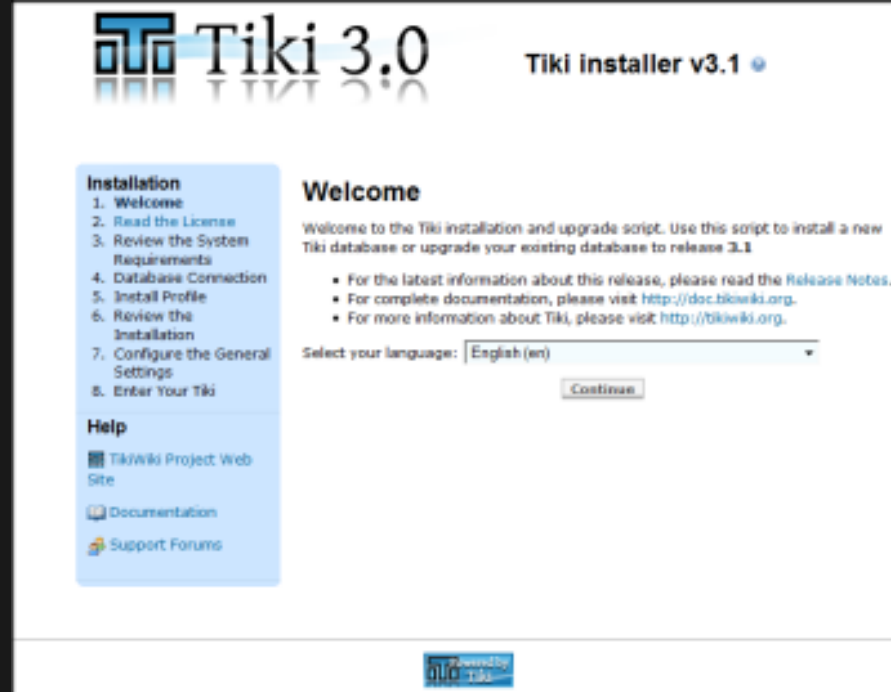 Tiki 3.0
Tiki installer v3.1
Installation
1. Welcome
2. Read the License
3. Review the System
Requirements
4. Database Connection
5. Install Profile
6. Review the
Installation
7. Configure the General
Settings
8. Enter Your Tiki
Help
TikiWiki Project Web
Site
Documentation
Support Forums
Welcome
Welcome to the Tiki installation and upgrade script. Use this script to install a new
Tiki database or upgrade your existing database to release 3.1
• For the latest information about this release, please read the Release Notes.
• For complete documentation, please visit http://doc.tikiwiki.org.
• For more information about Tiki, please visit http://tikiwiki.org.
Select your language: English (en)
Continue
Powered by
Tiki